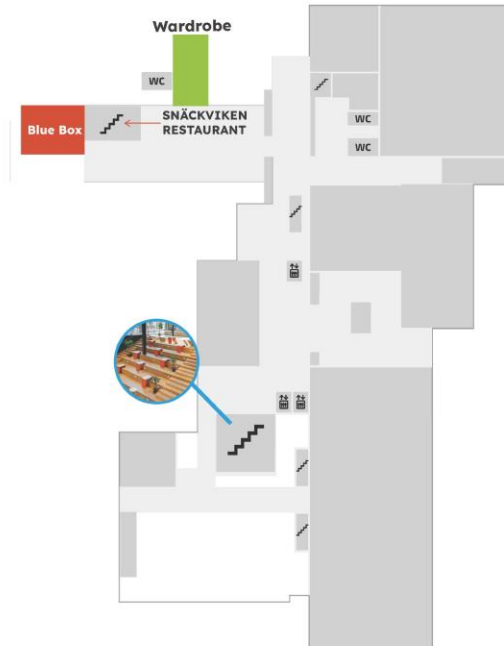 Wardrobe
WC
SNÄCKVIKEN
RESTAURANT
Blue Box
WC
WC